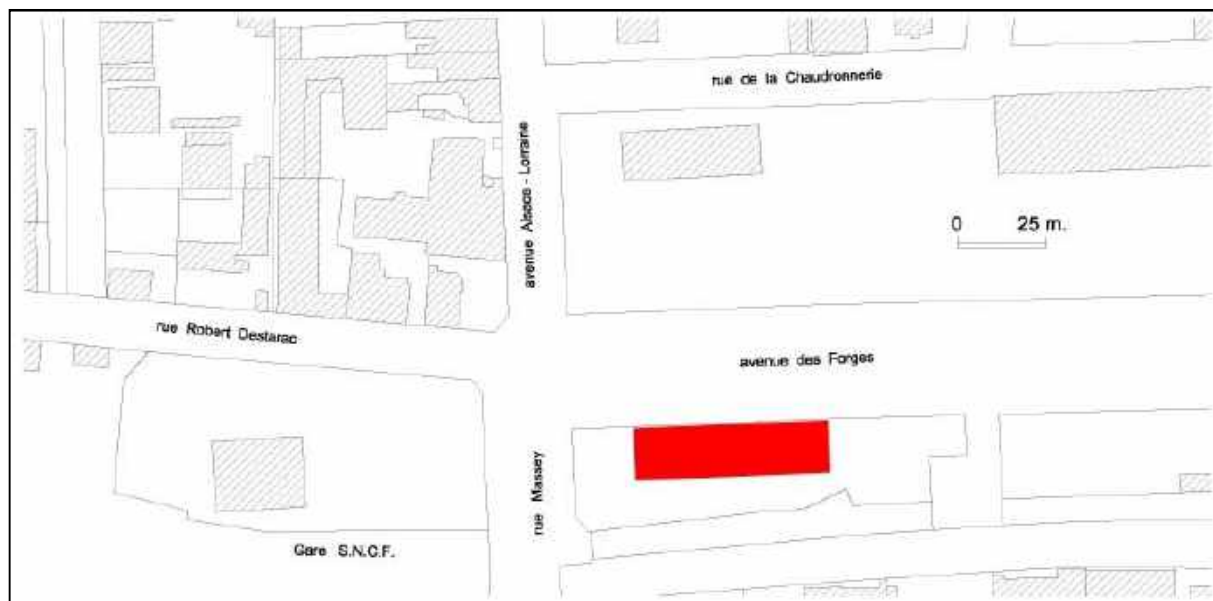 rue de la Chaudronnerie
avenue Alsace - Lorraine
0 25 m.
rue Robert Destarac
avenue des Forges
rue Massey
Gare S.N.C.F.